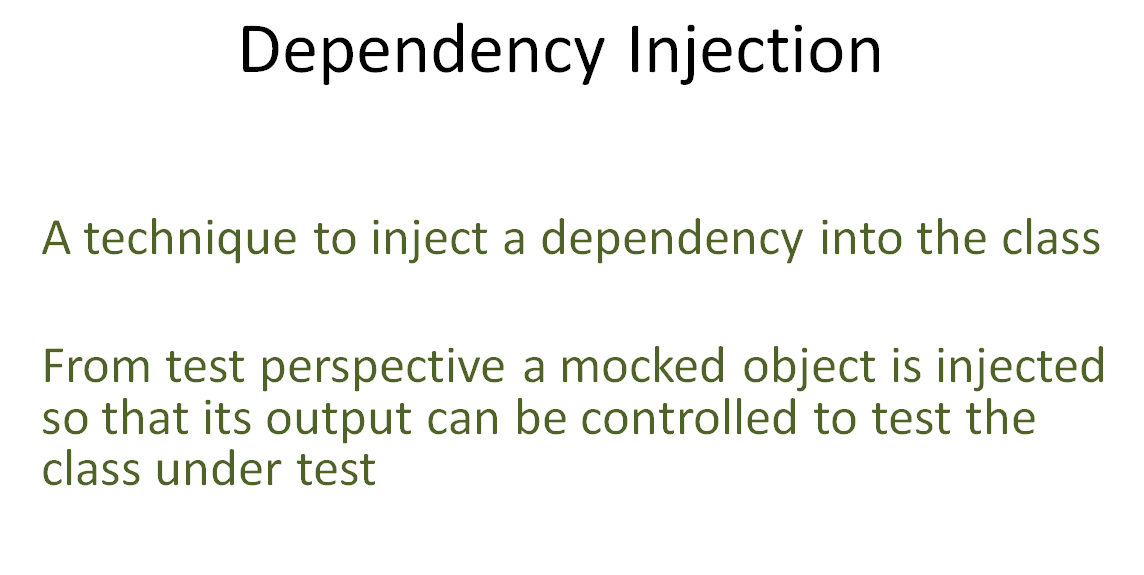 Dependency Injection
A technique to inject a dependency into the class
From test perspective a mocked object is injected
so that its output can be controlled to test the
class under test